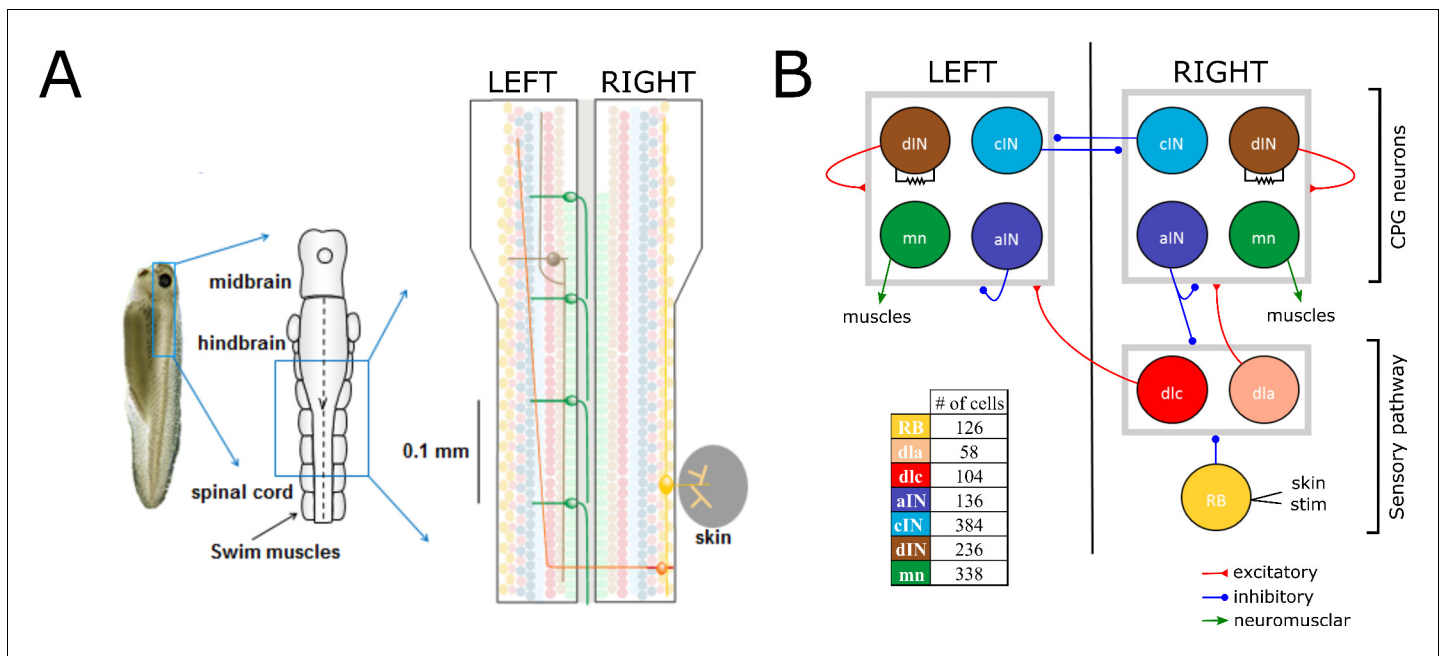 A
LEFT RIGHT
midbrain
hindbrain
0.1 mm
spinal cord
Swim muscles
skin
B
LEFT RIGHT
dIN cIN cIN dIN
mn aIN aIN mn
muscles muscles
CPG neurons
dlc dla
RB
skin
stim
Sensory pathway
# of cells
RB 126
dla 58
dlc 104
aIN 136
cIN 384
dIN 236
mn 338
excitatory
inhibitory
neuromusclar